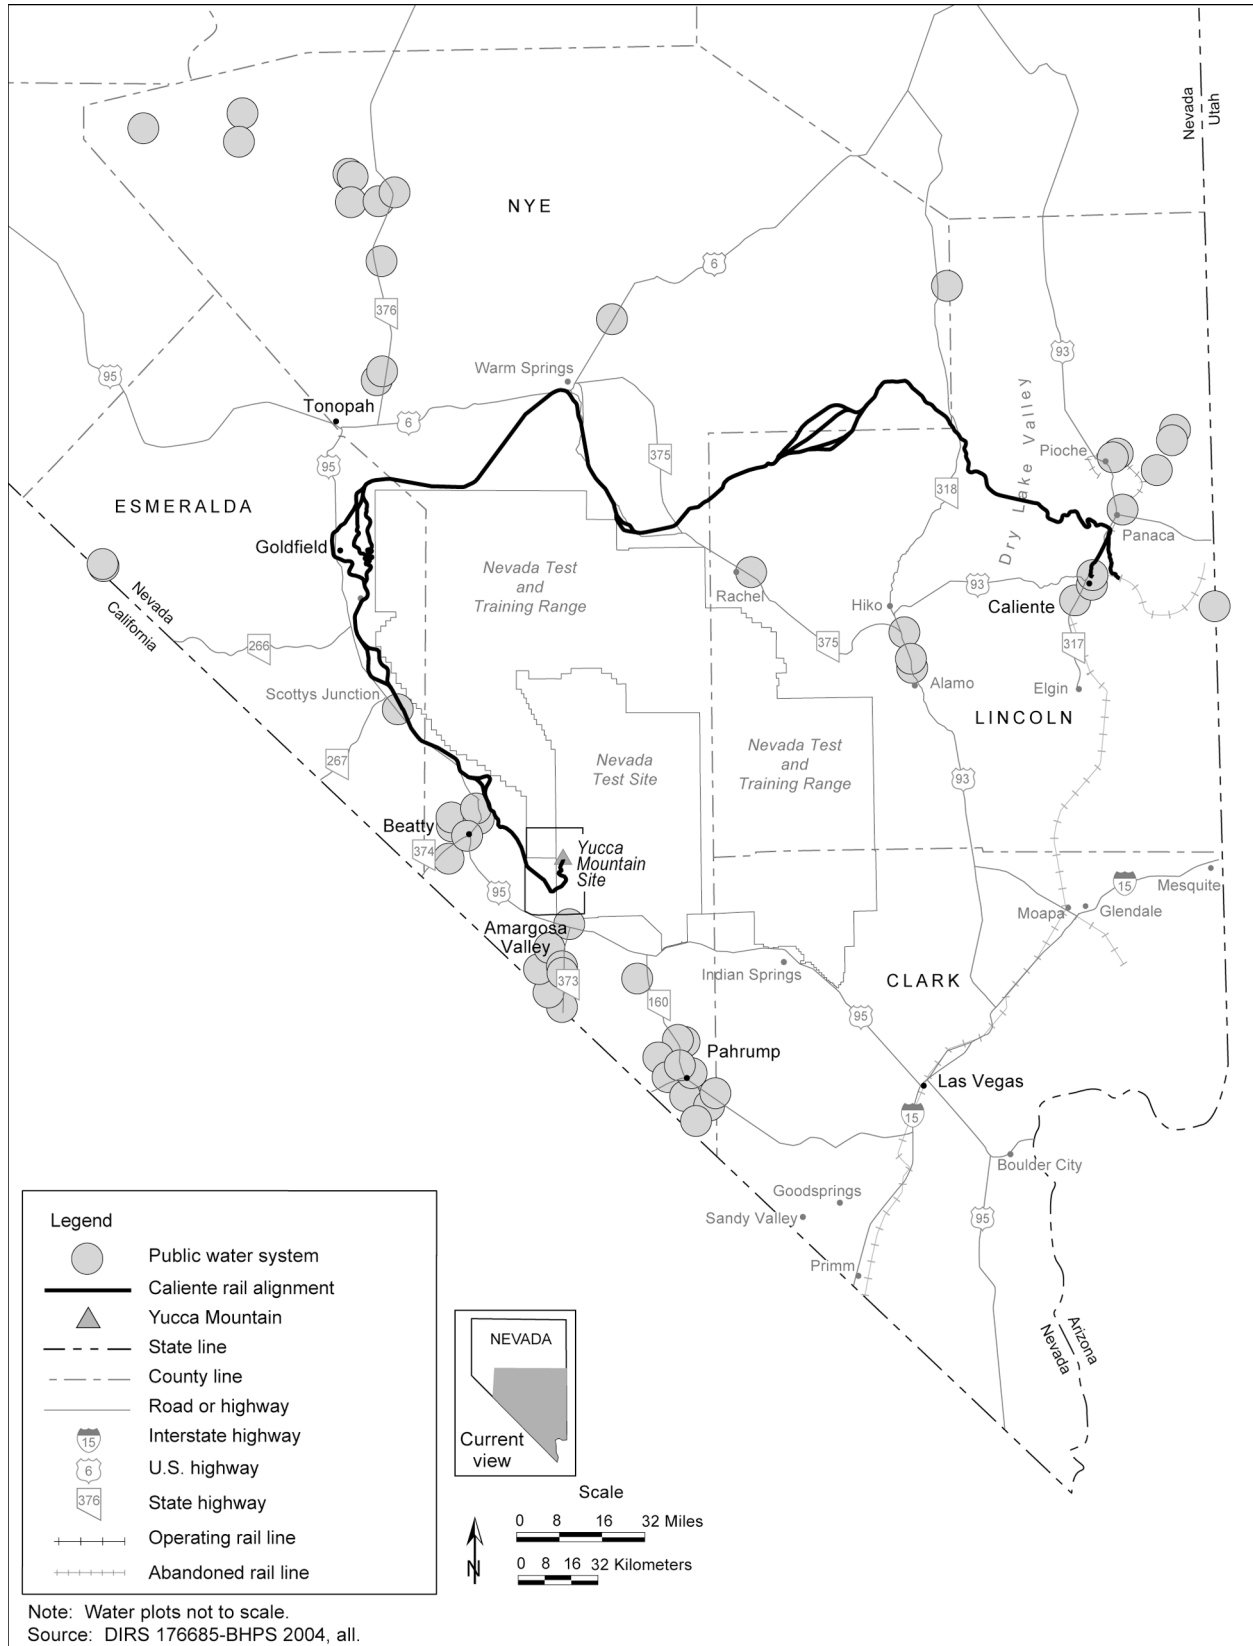 Nevada
Utah
NYE
6
376
93
Warm Springs
95
Tonopah
6
95
375
Dry Lake Valley
Pioche
318
ESMERALDA
Panaca
Goldfield
Nevada Test
and
Training Range
Rachel
93
Caliente
Hiko
Nevada
California
266
375
317
Scottys Junction
Alamo
Elgin
LINCOLN
267
Nevada
Test Site
Nevada Test
and
Training Range
93
Beatty
374
Yucca
Mountain
Site
95
15
Mesquite
Moapa
Glendale
Amargosa
Valley
373
Indian Springs
CLARK
160
95
Pahrump
Las Vegas
15
Boulder City
Goodsprings
Sandy Valley
95
Primm
Arizona
Nevada
Legend
Public water system
Caliente rail alignment
Yucca Mountain
State line
County line
Road or highway
15 Interstate highway
6 U.S. highway
376 State highway
Operating rail line
Abandoned rail line
NEVADA
Current
view
Scale
0 8 16 32 Miles
0 8 16 32 Kilometers
N
Note: Water plots not to scale.
Source: DIRS 176685-BHPS 2004, all.